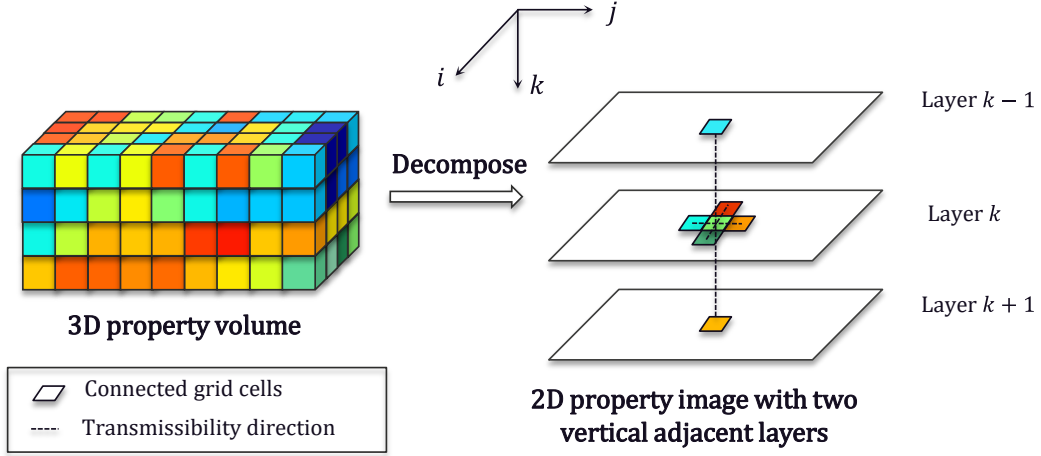 j
i
k
Layer k − 1
Decompose
Layer k
Layer k + 1
3D property volume
Connected grid cells
Transmissibility direction
2D property image with two
vertical adjacent layers